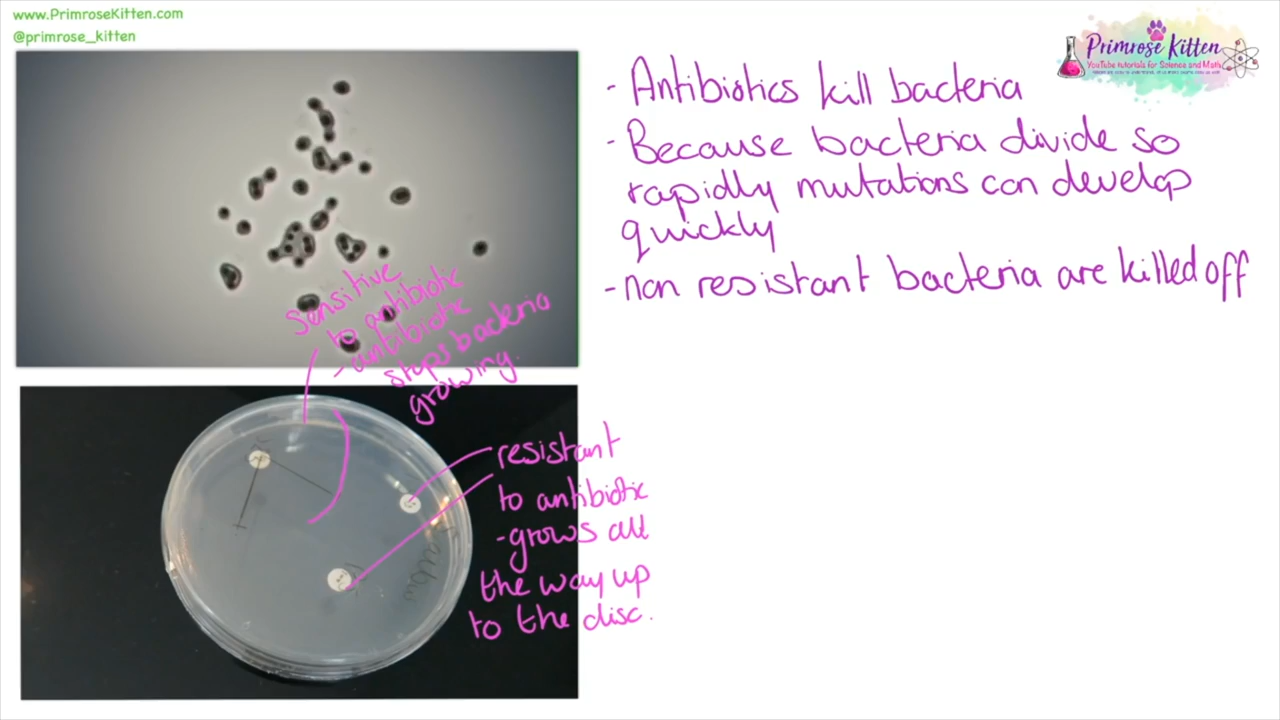 www.PrimroseKitten.com
@primrose_kitten
Primrose Kitten
YouTube tutorials for Science and Math
- Antibiotics kill bacteria
- Because bacteria divide so
rapidly mutations can develop
quickly
- non resistant bacteria are killed off
sensitive
to antibiotic
- antibiotic
stops bacteria
growing.
resistant
to antibiotic
- grows all
the way up
to the disc.